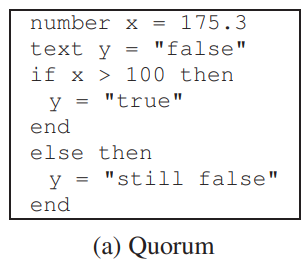 number x = 175.3
text y = "false"
if x > 100 then
y = "true"
end
else then
y = "still false"
end
(a) Quorum